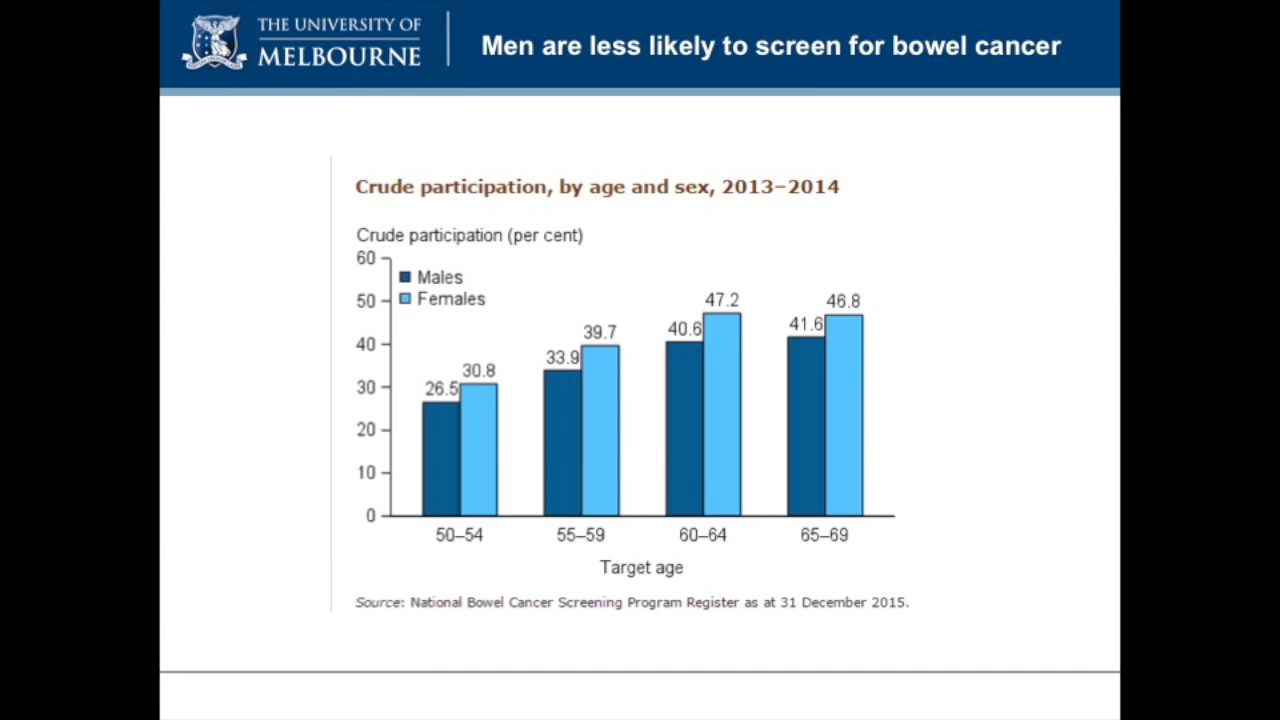 THE UNIVERSITY OF
MELBOURNE
Men are less likely to screen for bowel cancer
Crude participation, by age and sex, 2013–2014
Crude participation (per cent)
60
50
40
30
20
10
0
Males
Females
26.5
30.8
33.9
39.7
40.6
47.2
41.6
46.8
50–54
55–59
60–64
65–69
Target age
Source: National Bowel Cancer Screening Program Register as at 31 December 2015.